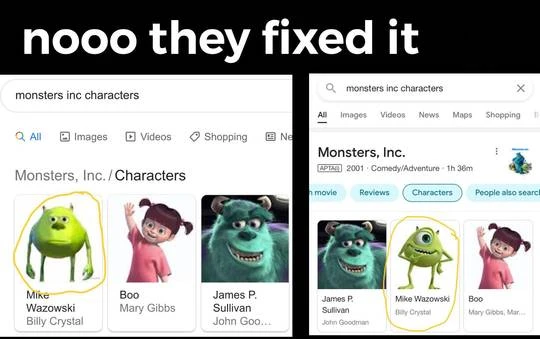 nooo they fixed it
monsters inc characters
All Images Videos Shopping Ne
Monsters, Inc. / Characters
Mike
Wazowski
Billy Crystal
Boo
Mary Gibbs
James P.
Sullivan
John Goo...
monsters inc characters
All Images Videos News Maps Shopping
Monsters, Inc.
2001 · Comedy/Adventure · 1h 36m
n movie Reviews Characters People also searc
James P.
Sullivan
John Goodman
Mike Wazowski
Billy Crystal
Boo
Mary Gibbs, Mar...